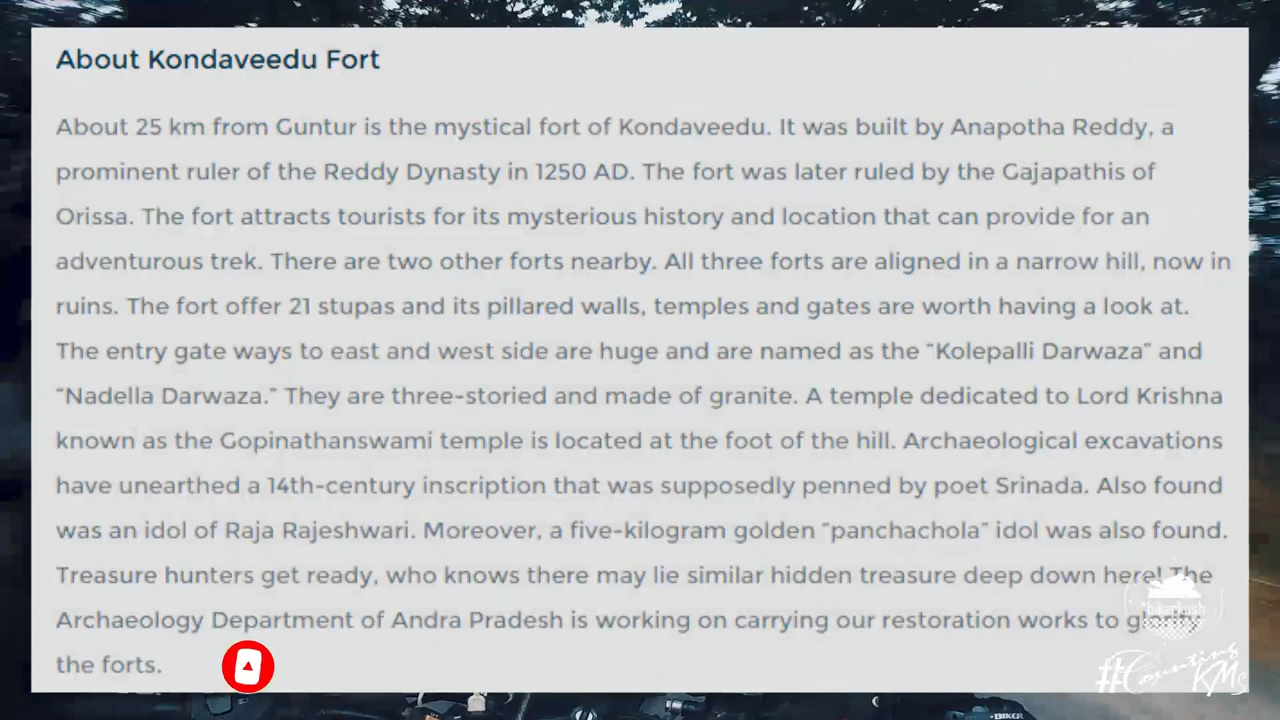 About Kondaveedu Fort
About 25 km from Guntur is the mystical fort of Kondaveedu. It was built by Anapotha Reddy, a
prominent ruler of the Reddy Dynasty in 1250 AD. The fort was later ruled by the Gajapathis of
Orissa. The fort attracts tourists for its mysterious history and location that can provide for an
adventurous trek. There are two other forts nearby. All three forts are aligned in a narrow hill, now in
ruins. The fort offer 21 stupas and its pillared walls, temples and gates are worth having a look at.
The entry gate ways to east and west side are huge and are named as the “Kolepalli Darwaza” and
“Nadella Darwaza.” They are three-storied and made of granite. A temple dedicated to Lord Krishna
known as the Gopinathanswami temple is located at the foot of the hill. Archaeological excavations
have unearthed a 14th-century inscription that was supposedly penned by poet Srinada. Also found
was an idol of Raja Rajeshwari. Moreover, a five-kilogram golden “panchachola” idol was also found.
Treasure hunters get ready, who knows there may lie similar hidden treasure deep down here! The
Archaeology Department of Andra Pradesh is working on carrying our restoration works to glorify
the forts.
#Counting
KMs